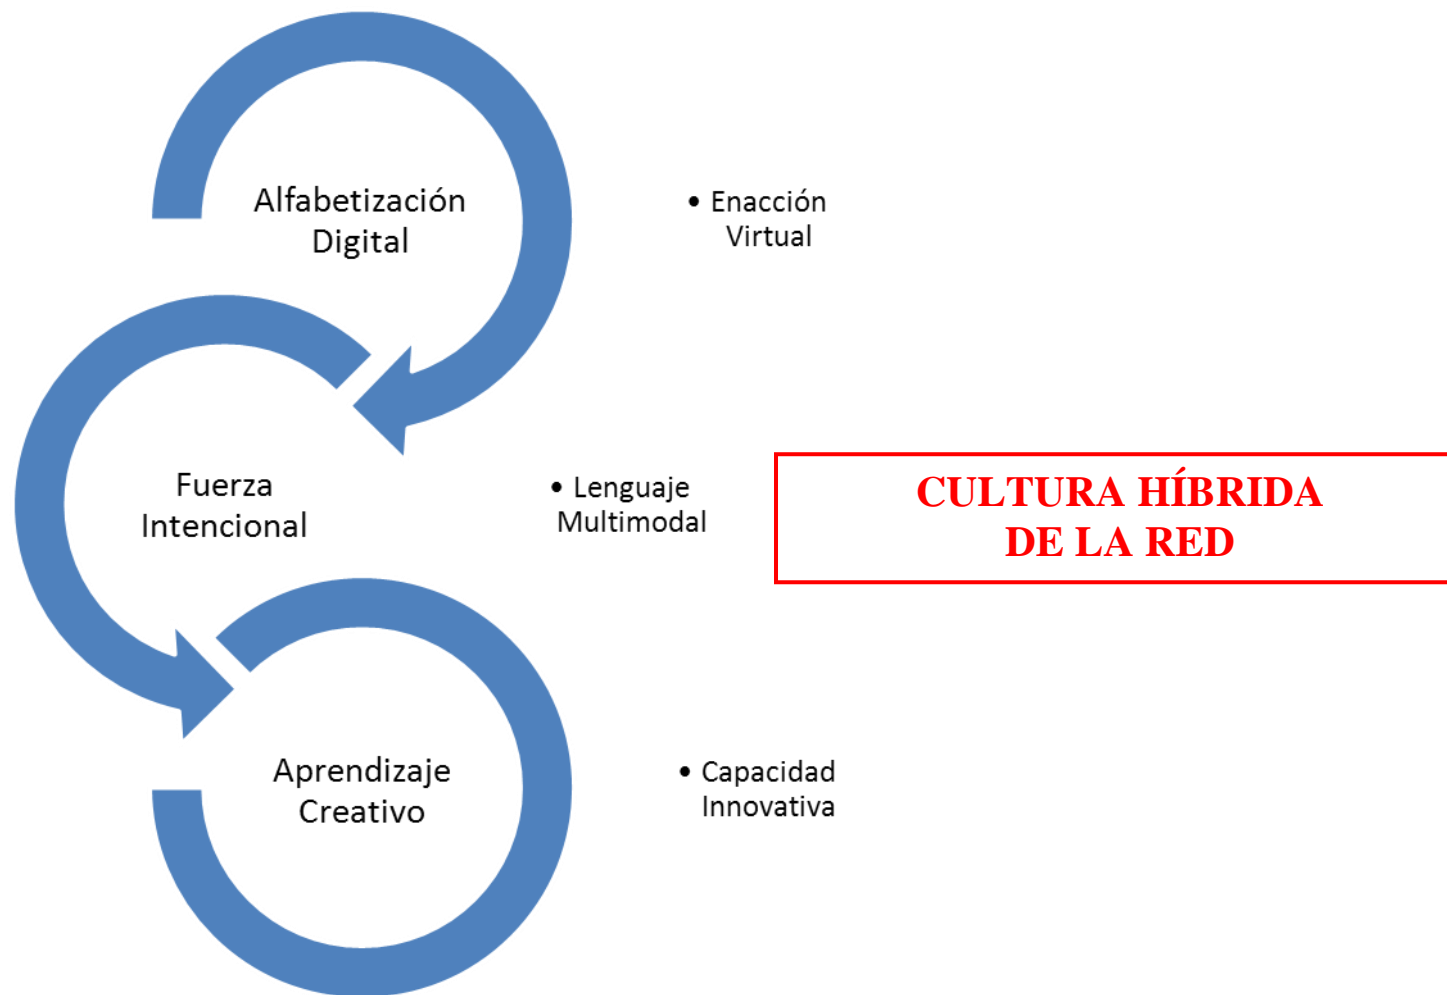 Alfabetización
Digital
• Enacción
Virtual
Fuerza
Intencional
• Lenguaje
Multimodal
CULTURA HÍBRIDA
DE LA RED
Aprendizaje
Creativo
• Capacidad
Innovativa